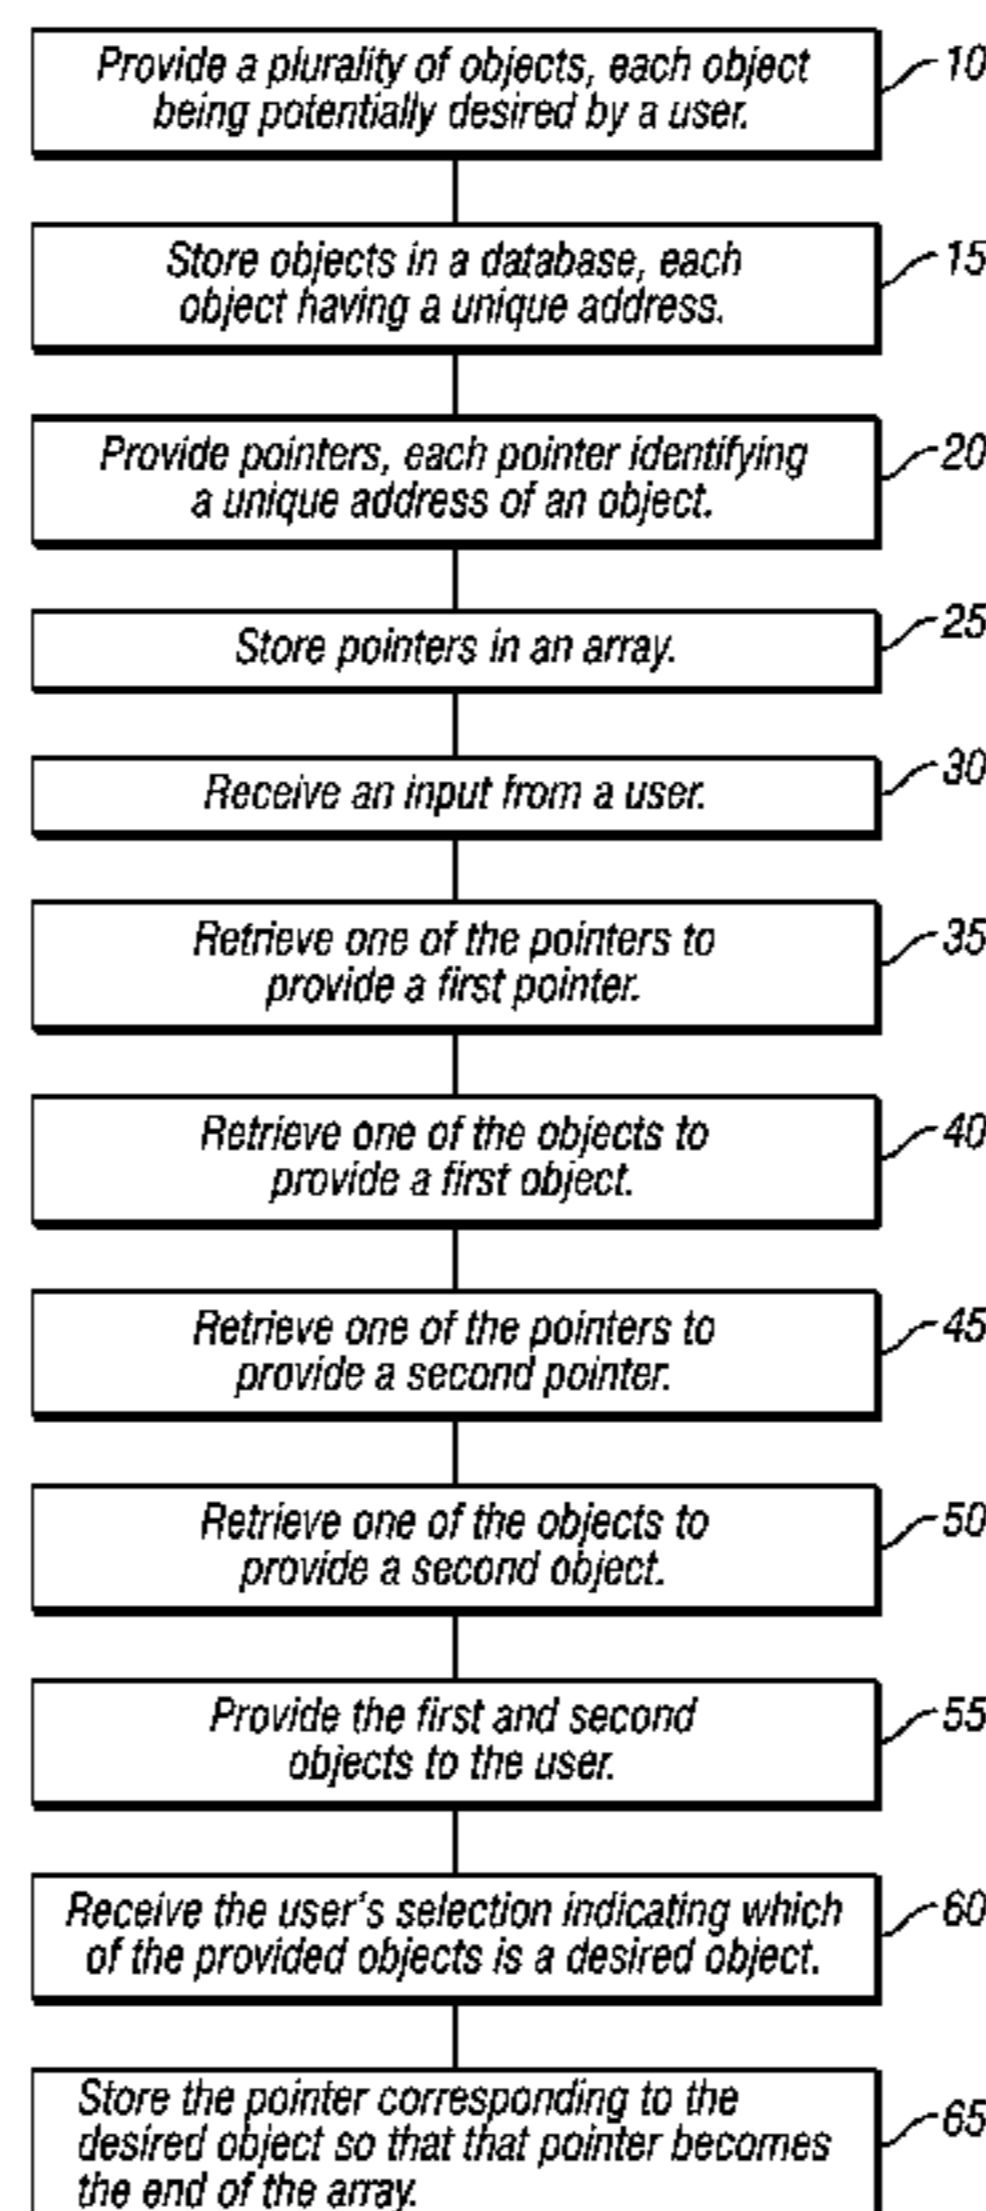 Provide a plurality of objects, each object
being potentially desired by a user.
10
Store objects in a database, each
object having a unique address.
15
Provide pointers, each pointer identifying
a unique address of an object.
20
Store pointers in an array.
25
Receive an input from a user.
30
Retrieve one of the pointers to
provide a first pointer.
35
Retrieve one of the objects to
provide a first object.
40
Retrieve one of the pointers to
provide a second pointer.
45
Retrieve one of the objects to
provide a second object.
50
Provide the first and second
objects to the user.
55
Receive the user's selection indicating which
of the provided objects is a desired object.
60
Store the pointer corresponding to the
desired object so that that pointer becomes
the end of the array.
65